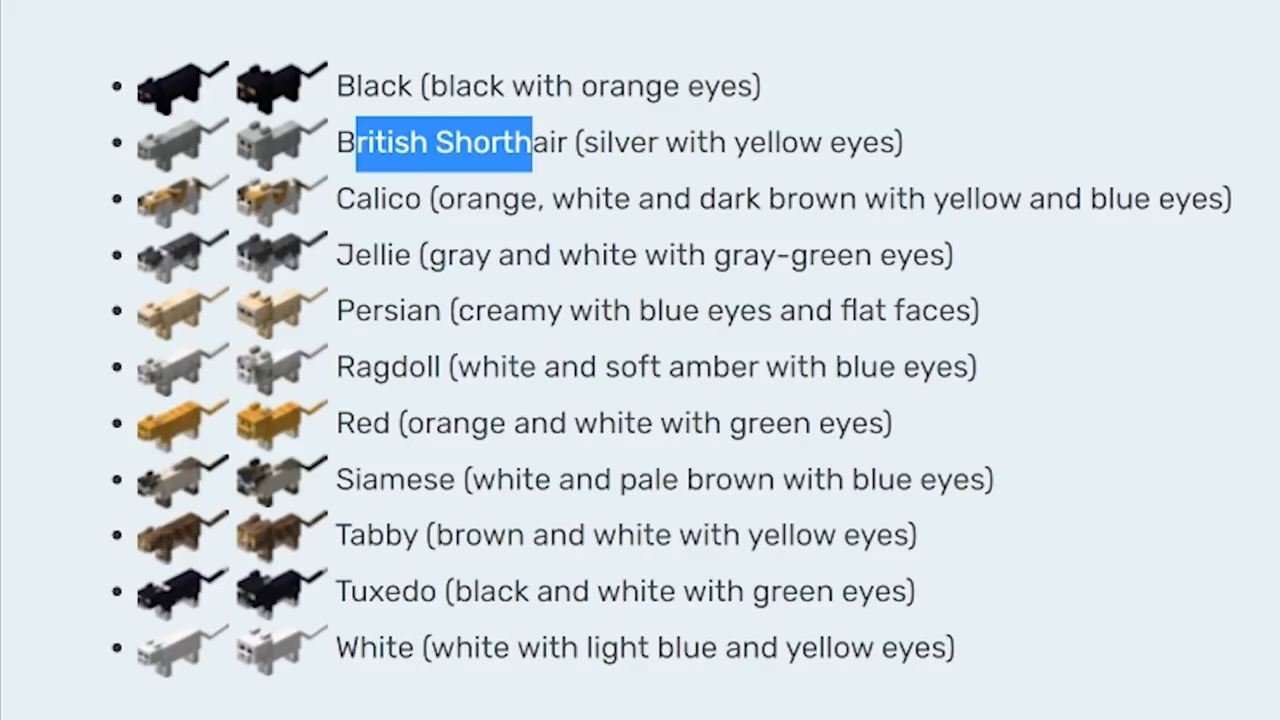 Black (black with orange eyes)
British Shorthair (silver with yellow eyes)
Calico (orange, white and dark brown with yellow and blue eyes)
Jellie (gray and white with gray-green eyes)
Persian (creamy with blue eyes and flat faces)
Ragdoll (white and soft amber with blue eyes)
Red (orange and white with green eyes)
Siamese (white and pale brown with blue eyes)
Tabby (brown and white with yellow eyes)
Tuxedo (black and white with green eyes)
White (white with light blue and yellow eyes)